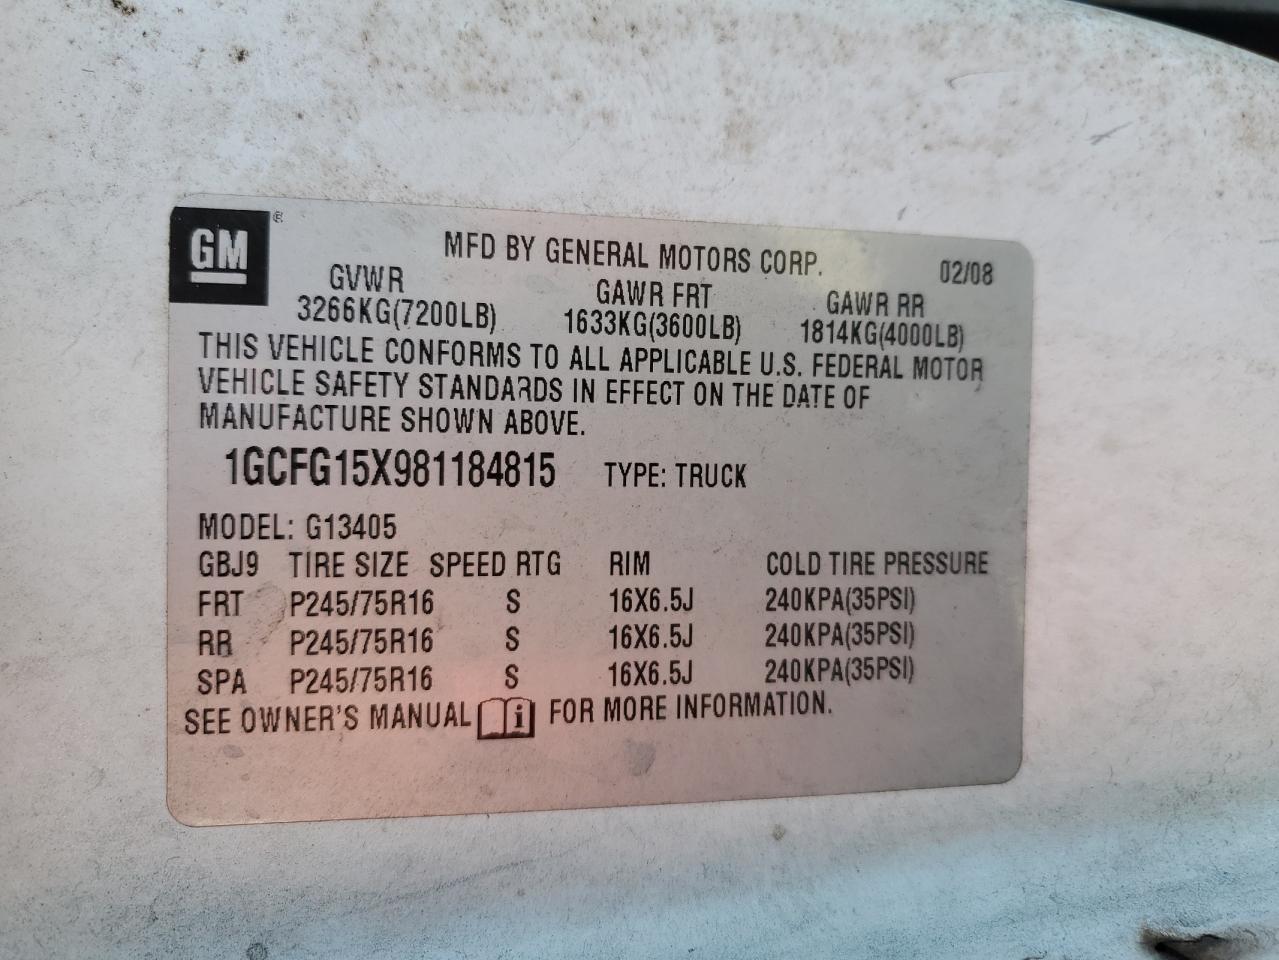 GM ®
MFD BY GENERAL MOTORS CORP. 02/08
GVWR GAWR FRT GAWR RR
3266KG(7200LB) 1633KG(3600LB) 1814KG(4000LB)
THIS VEHICLE CONFORMS TO ALL APPLICABLE U.S. FEDERAL MOTOR
VEHICLE SAFETY STANDARDS IN EFFECT ON THE DATE OF
MANUFACTURE SHOWN ABOVE.
1GCFG15X981184815 TYPE: TRUCK
MODEL: G13405
GBJ9 TIRE SIZE SPEED RTG RIM COLD TIRE PRESSURE
FRT P245/75R16 S 16X6.5J 240KPA(35PSI)
RR P245/75R16 S 16X6.5J 240KPA(35PSI)
SPA P245/75R16 S 16X6.5J 240KPA(35PSI)
SEE OWNER'S MANUAL i FOR MORE INFORMATION.